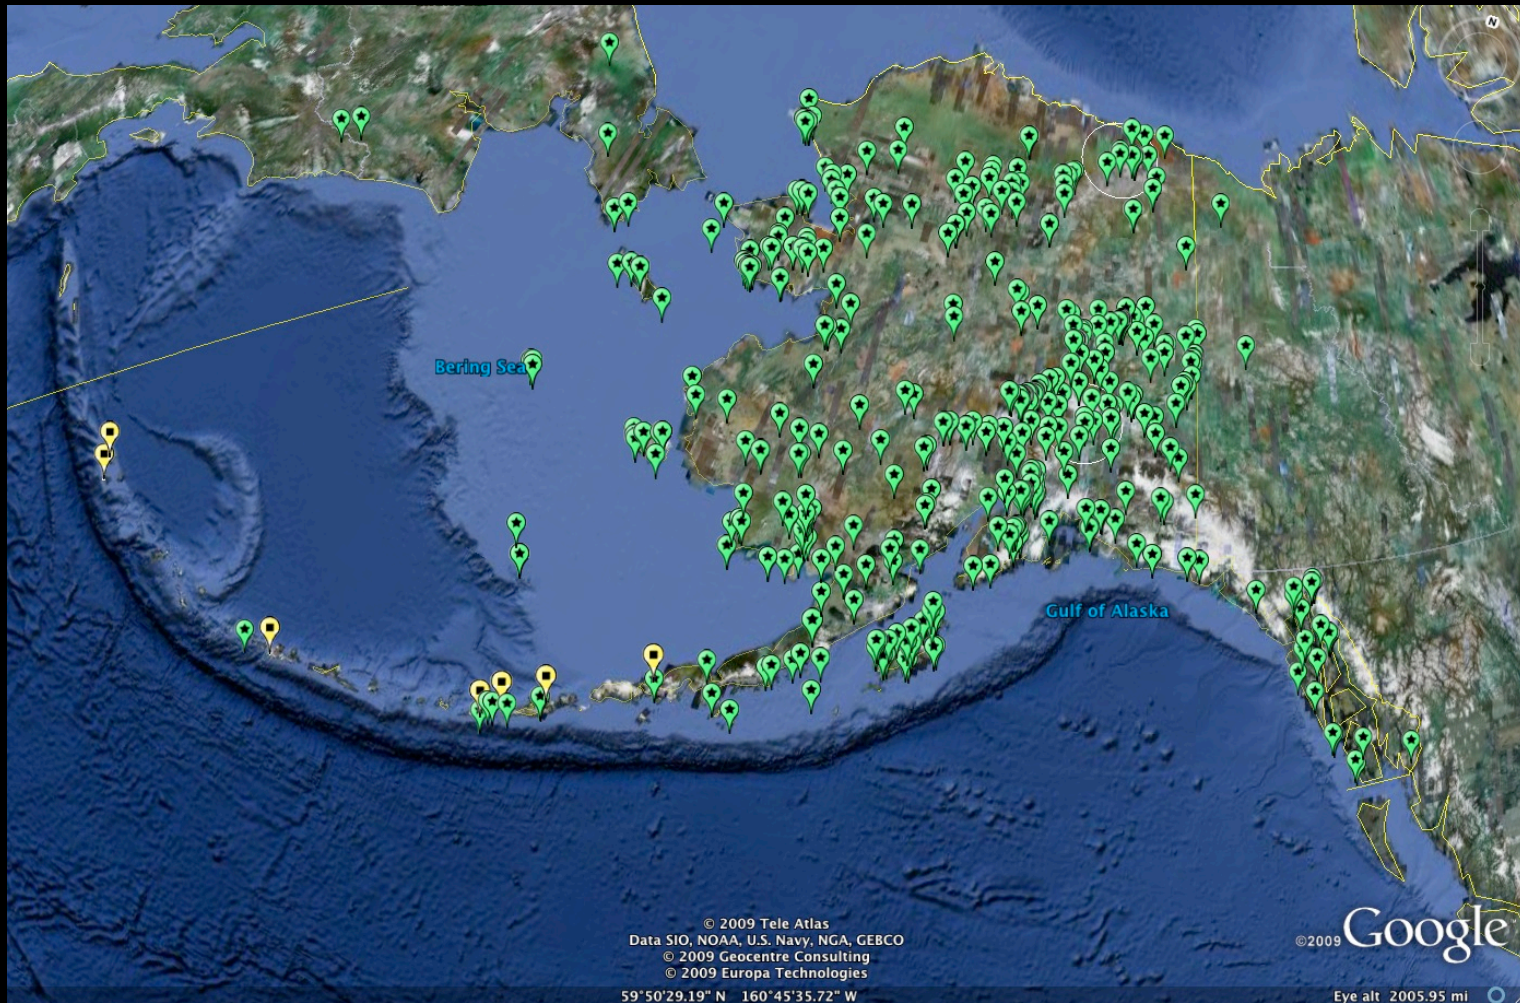 N
Bering Sea
Gulf of Alaska
© 2009 Tele Atlas
Data SIO, NOAA, U.S. Navy, NGA, GEBCO
© 2009 Geocentre Consulting
© 2009 Europa Technologies
©2009 Google
59°50'29.19" N 160°45'35.72" W
Eye alt 2005.95 mi